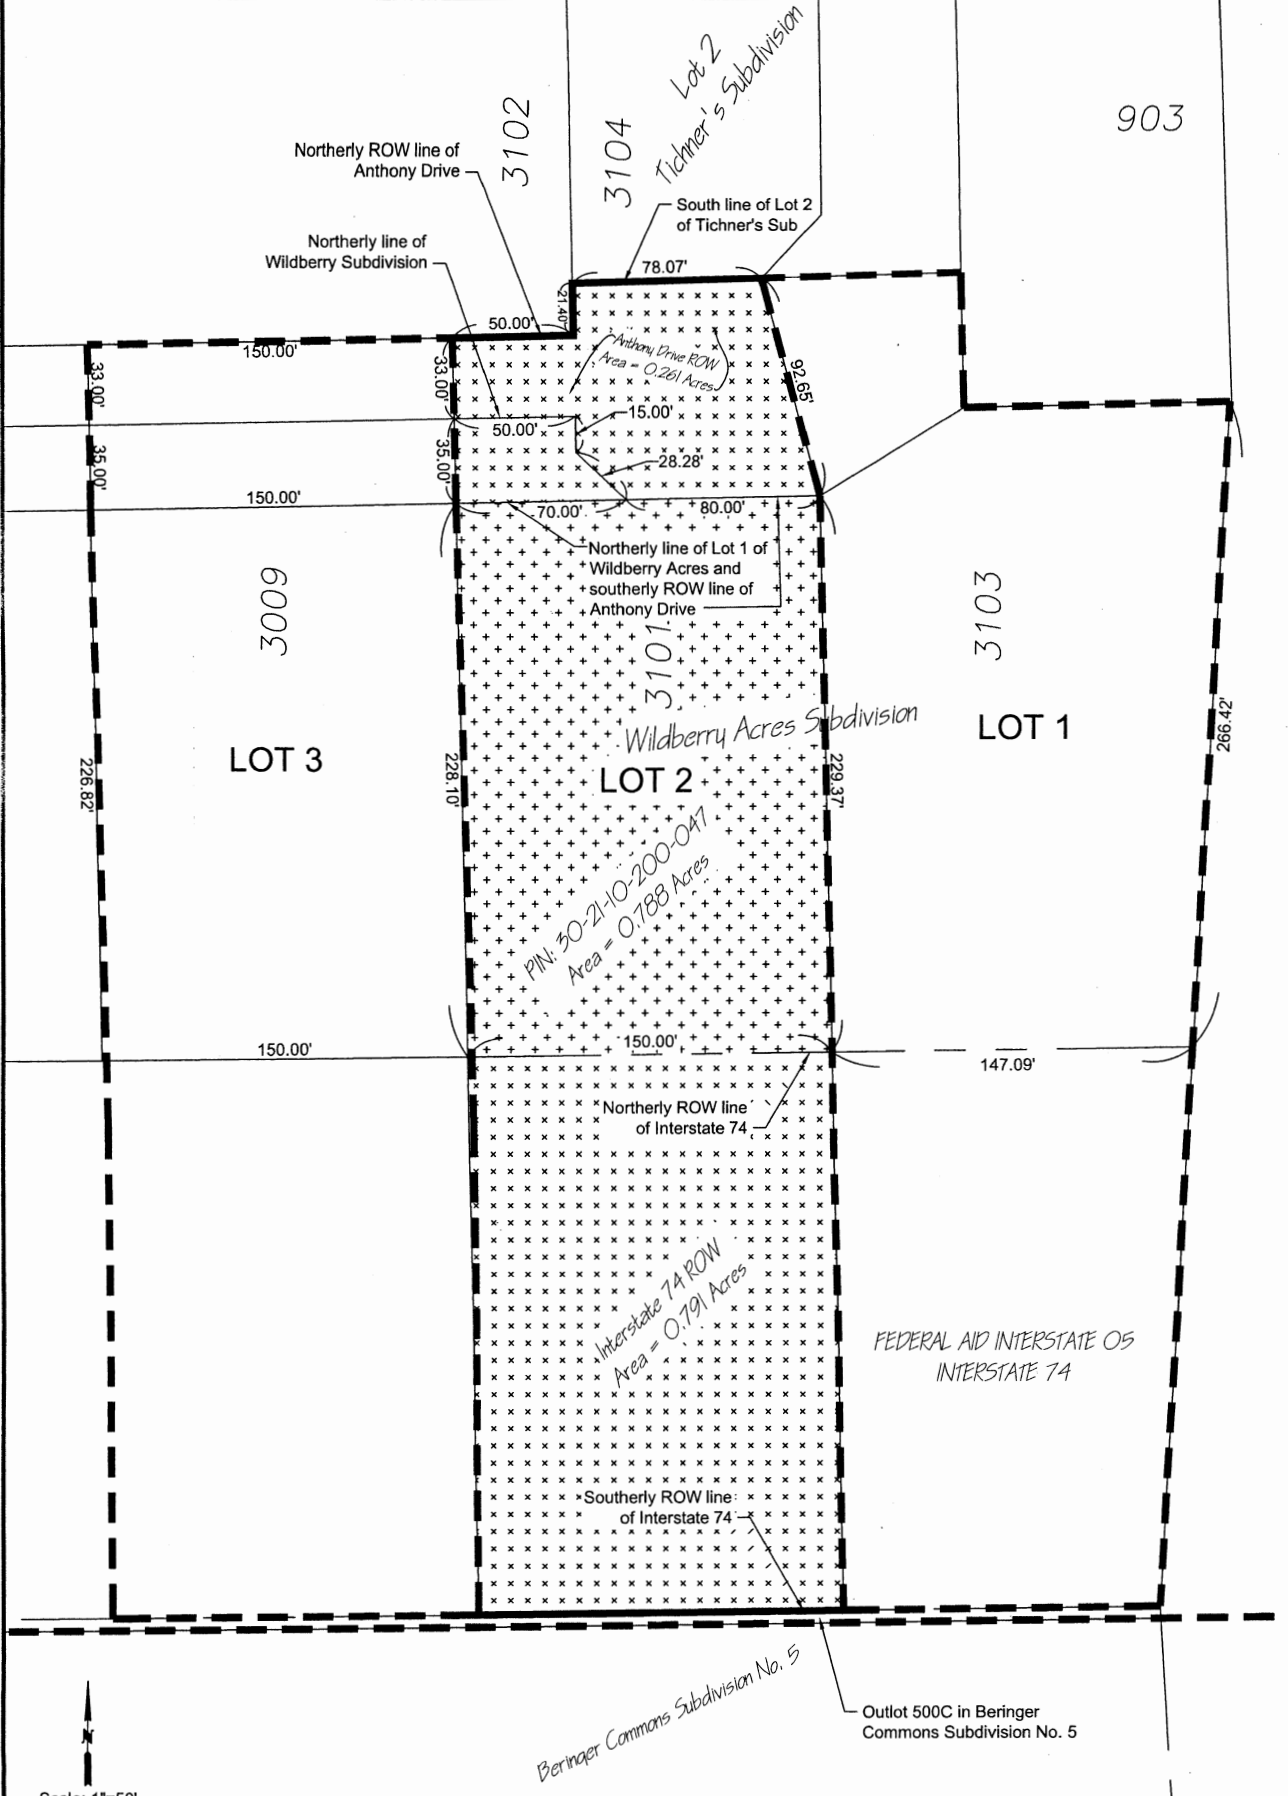 Lot 2
Tichner's Subdivision
3102
3104
903
Northerly ROW line of
Anthony Drive
South line of Lot 2
of Tichner's Sub
Northerly line of
Wildberry Subdivision
78.07'
21.40'
50.00'
150.00'
33.00'
33.00'
Anthony Drive ROW
Area = 0.261 Acres
92.65'
15.00'
50.00'
35.00'
35.00'
28.28'
150.00'
70.00'
80.00'
Northerly line of Lot 1 of
Wildberry Acres and
southerly ROW line of
Anthony Drive
3009
3101
3103
Wildberry Acres Subdivision
LOT 3
LOT 2
LOT 1
226.82'
228.10'
229.37'
266.42'
PIN: 30-21-10-200-047
Area = 0.788 Acres
150.00'
150.00'
147.09'
Northerly ROW line
of Interstate 74
Interstate 74 ROW
Area = 0.791 Acres
FEDERAL AID INTERSTATE 05
INTERSTATE 74
Southerly ROW line
of Interstate 74
Beringer Commons Subdivision No. 5
Outlot 500C in Beringer
Commons Subdivision No. 5
N